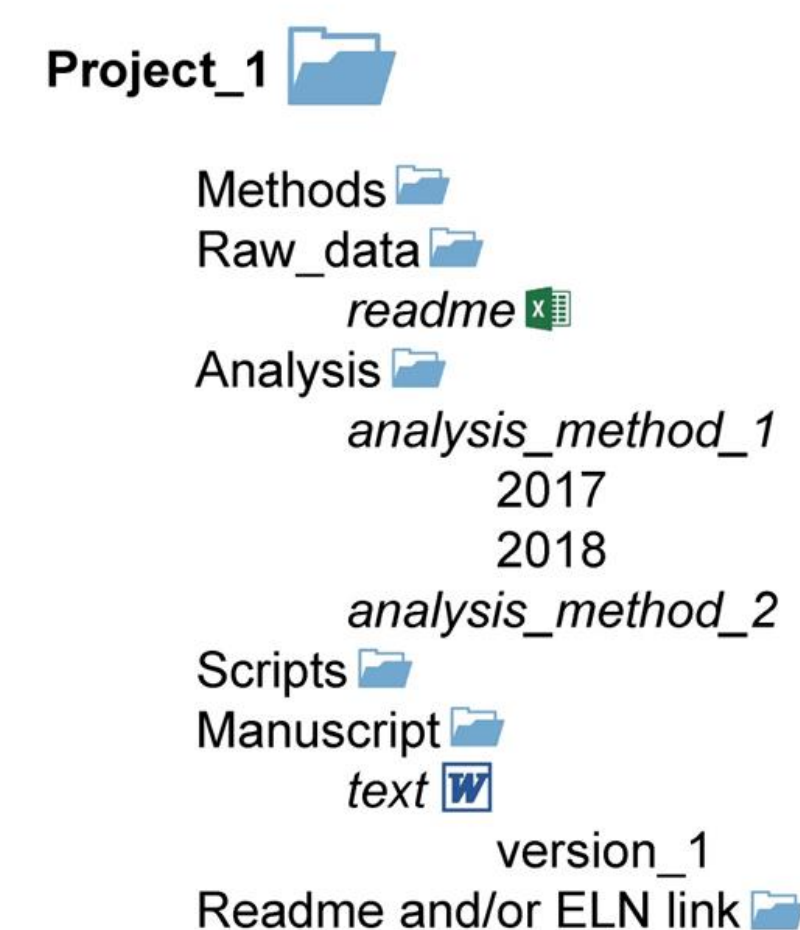 Project_1
Methods
Raw_data
readme
Analysis
analysis_method_1
2017
2018
analysis_method_2
Scripts
Manuscript
text
version_1
Readme and/or ELN link